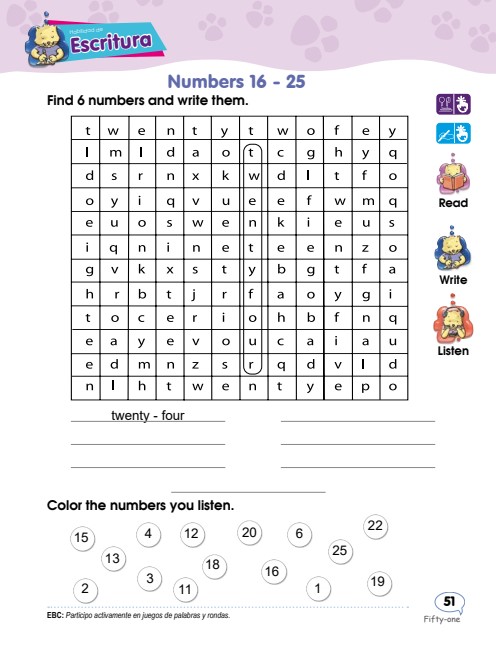 Habilidad de
Escritura
Numbers 16 - 25
Find 6 numbers and write them.
t w e n t y t w o f e y
l m l d a o t c g h y q
d s r n x k w d l t f o
o y i q v u e e f w m q
e u o s w e n k i e u s
i q n i n e t e e n z o
g v k x s t y b g t f a
h r b t j r f a o y g i
t o c e r i o h b f n q
e a y e v o u c a i a u
e d m n z s r q d v l d
n l h t w e n t y e p o
Read
Write
Listen
twenty - four
Color the numbers you listen.
15 4 12 20 6 22
13 18 16 25
2 3 11 1 19
EBC: Participo activamente en juegos de palabras y rondas.
51
Fifty-one